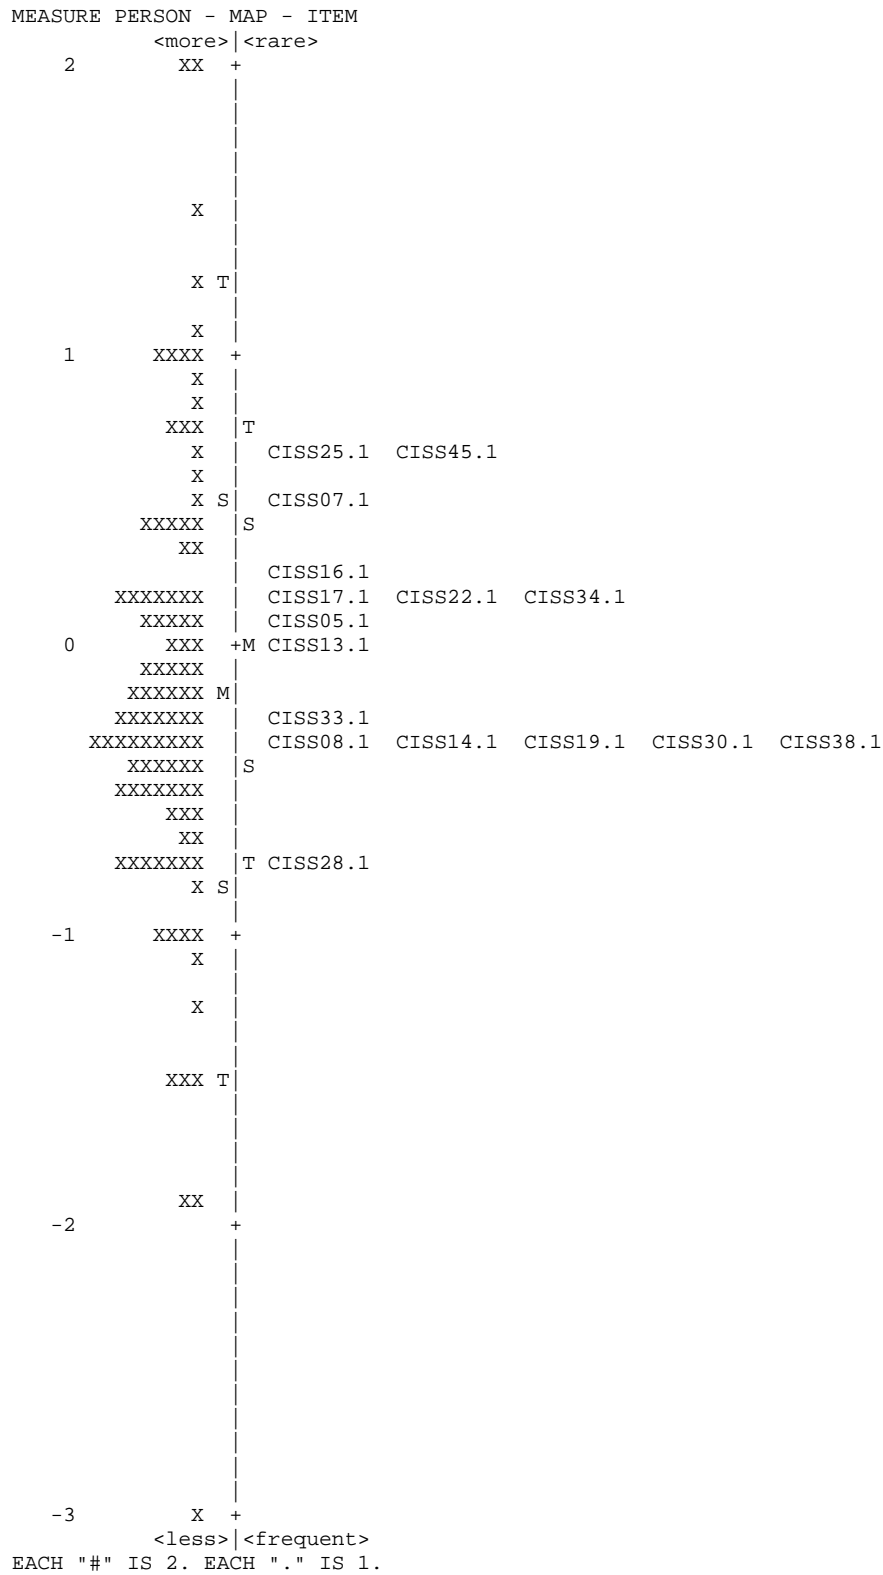 MEASURE PERSON - MAP - ITEM
           <more>|<rare>
    2        XX  +
                 |
                 |
                 |
                 |
                 |
              X  |
                 |
                 |
              X T|
                 |
              X  |
    1      XXXX  +
              X  |
              X  |
            XXX  |T
              X  |  CISS25.1  CISS45.1
              X  |
              X S|  CISS07.1
          XXXXX  |S
             XX  |
                 |  CISS16.1
        XXXXXXX  |  CISS17.1  CISS22.1  CISS34.1
          XXXXX  |  CISS05.1
    0       XXX  +M CISS13.1
          XXXXX  |
         XXXXXX M|
        XXXXXXX  |  CISS33.1
      XXXXXXXXX  |  CISS08.1  CISS14.1  CISS19.1  CISS30.1  CISS38.1
         XXXXXX  |S
        XXXXXXX  |
            XXX  |
             XX  |
        XXXXXXX  |T CISS28.1
              X S|
                 |
   -1      XXXX  +
              X  |
                 |
              X  |
                 |
                 |
            XXX T|
                 |
                 |
                 |
                 |
             XX  |
   -2            +
                 |
                 |
                 |
                 |
                 |
                 |
                 |
                 |
                 |
                 |
                 |
   -3         X  +
           <less>|<frequent>
EACH "#" IS 2. EACH "." IS 1.